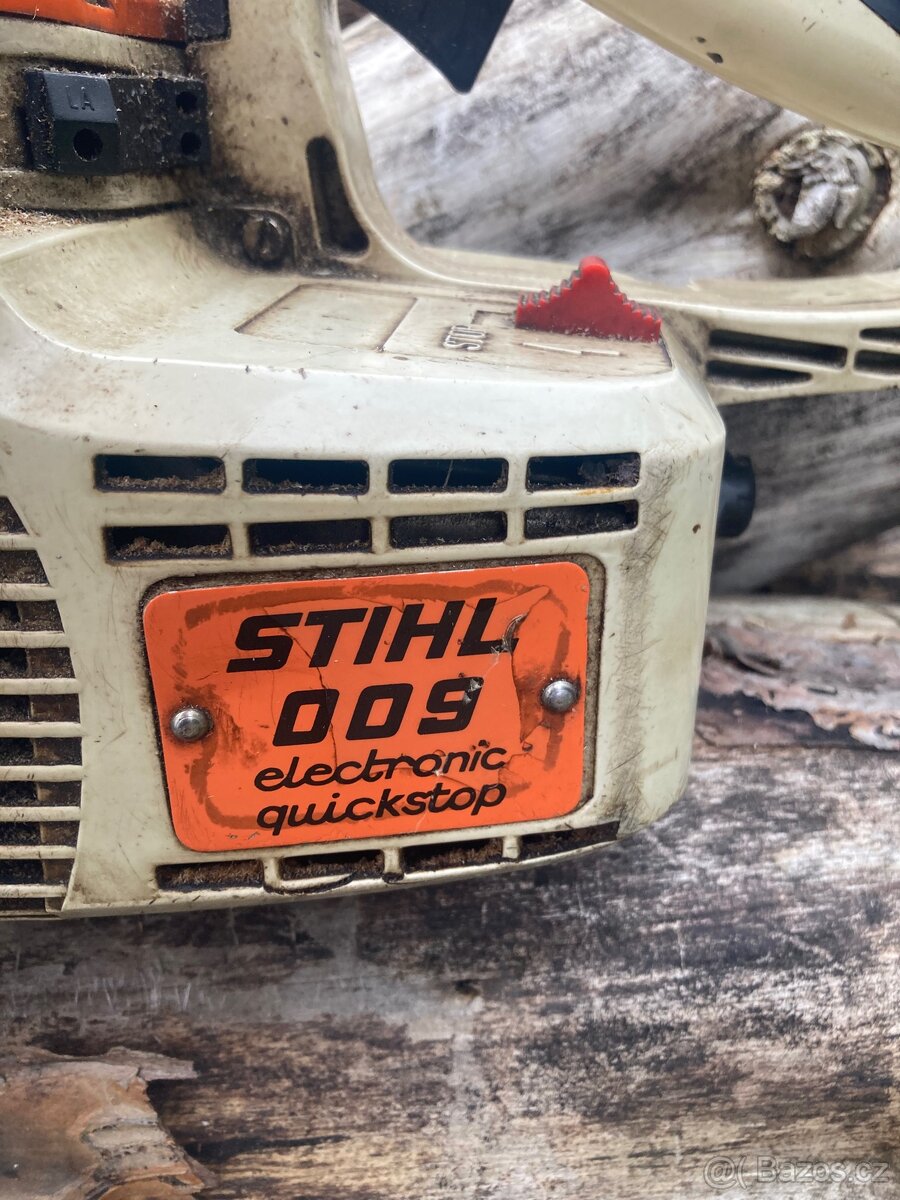 LA
STOP
STIHL
009
electronic
quickstop
@( Bazos.cz